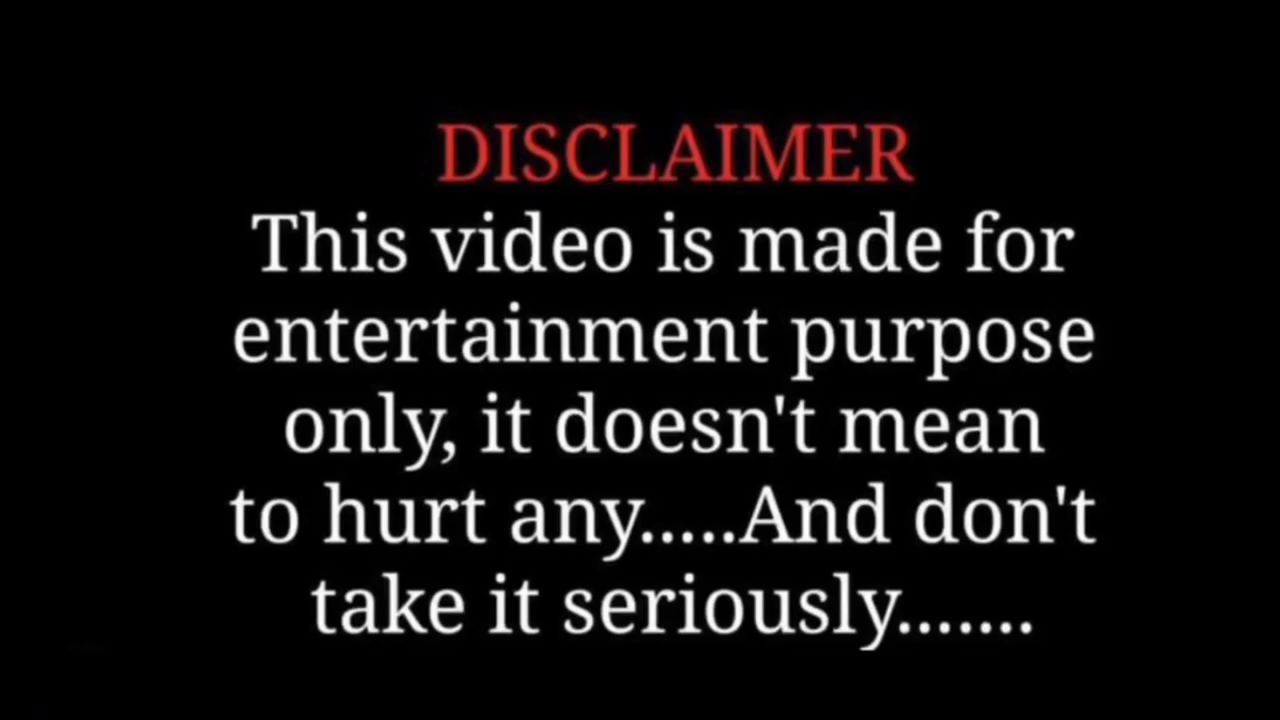 DISCLAIMER
This video is made for
entertainment purpose
only, it doesn't mean
to hurt any.....And don't
take it seriously.......